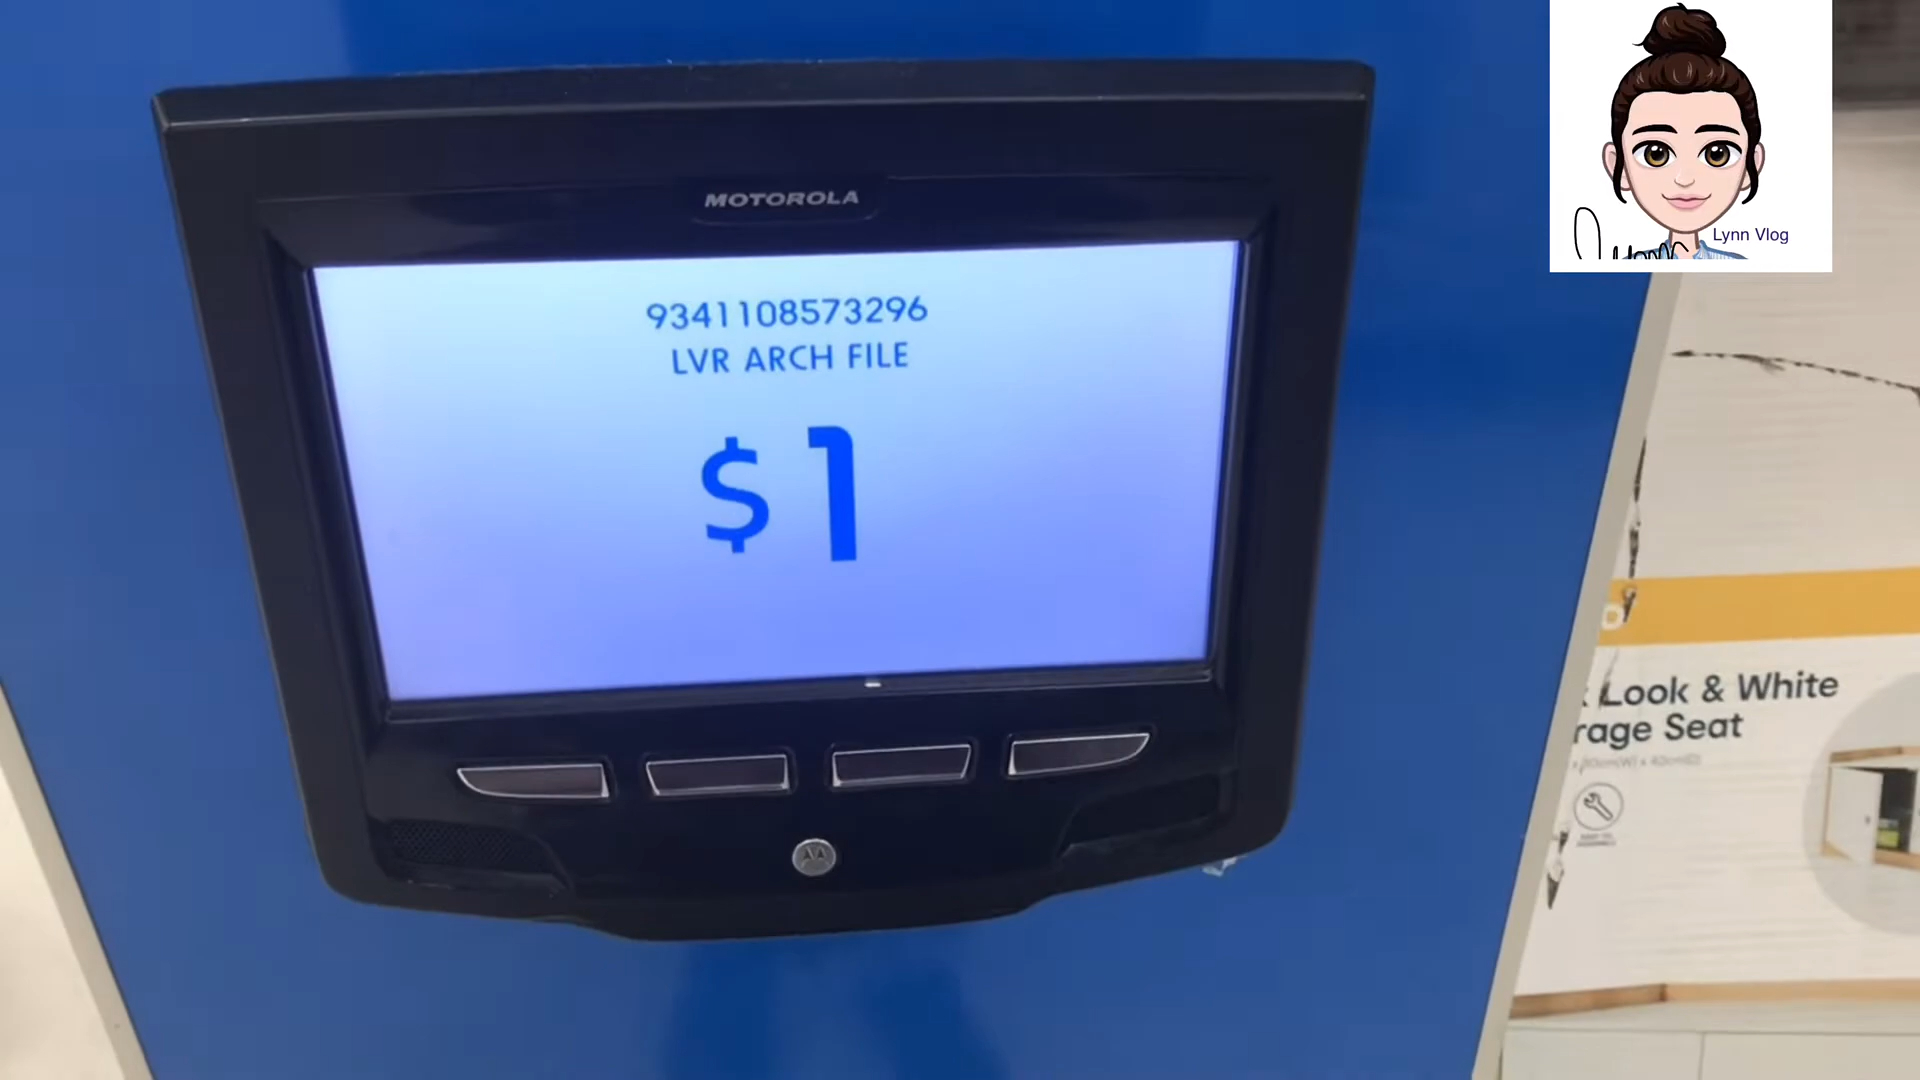 MOTOROLA
9341108573296
LVR ARCH FILE
$1
Lynn Vlog
Look & White
rage Seat